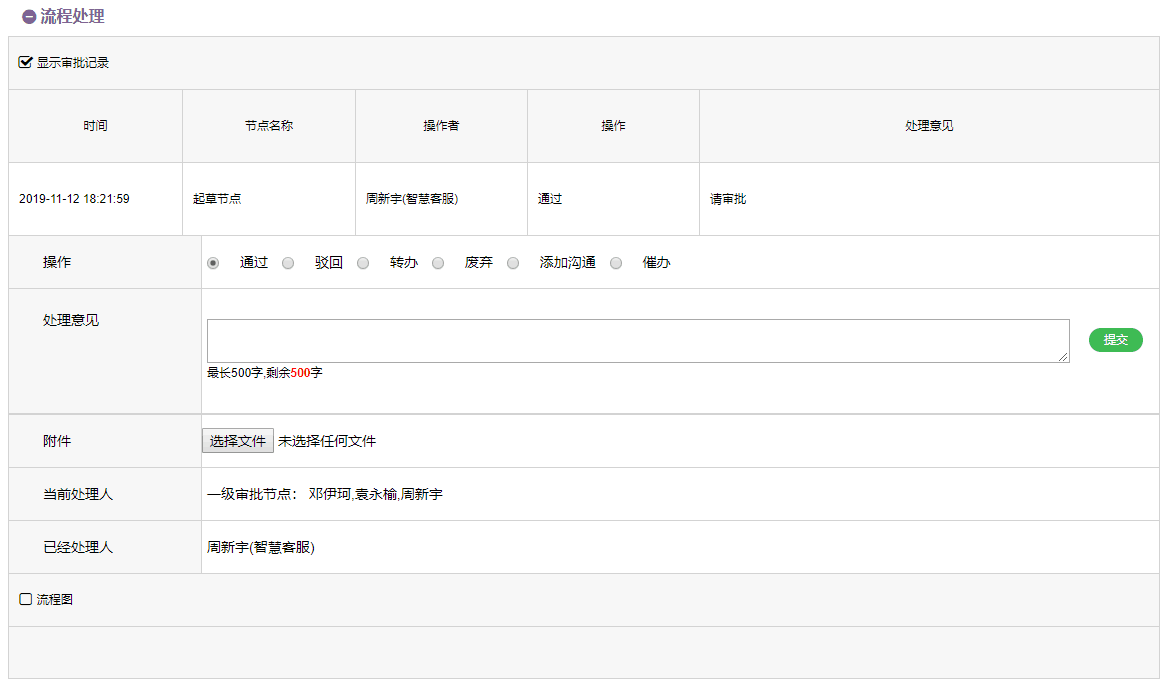 流程处理
显示审批记录
时间 节点名称 操作者 操作 处理意见
2019-11-12 18:21:59 起草节点 周新宇(智慧客服) 通过 请审批
操作 通过 驳回 转办 废弃 添加沟通 催办
处理意见
提交
最长500字,剩余500字
附件 选择文件 未选择任何文件
当前处理人 一级审批节点： 邓伊珂,袁永榆,周新宇
已经处理人 周新宇(智慧客服)
流程图